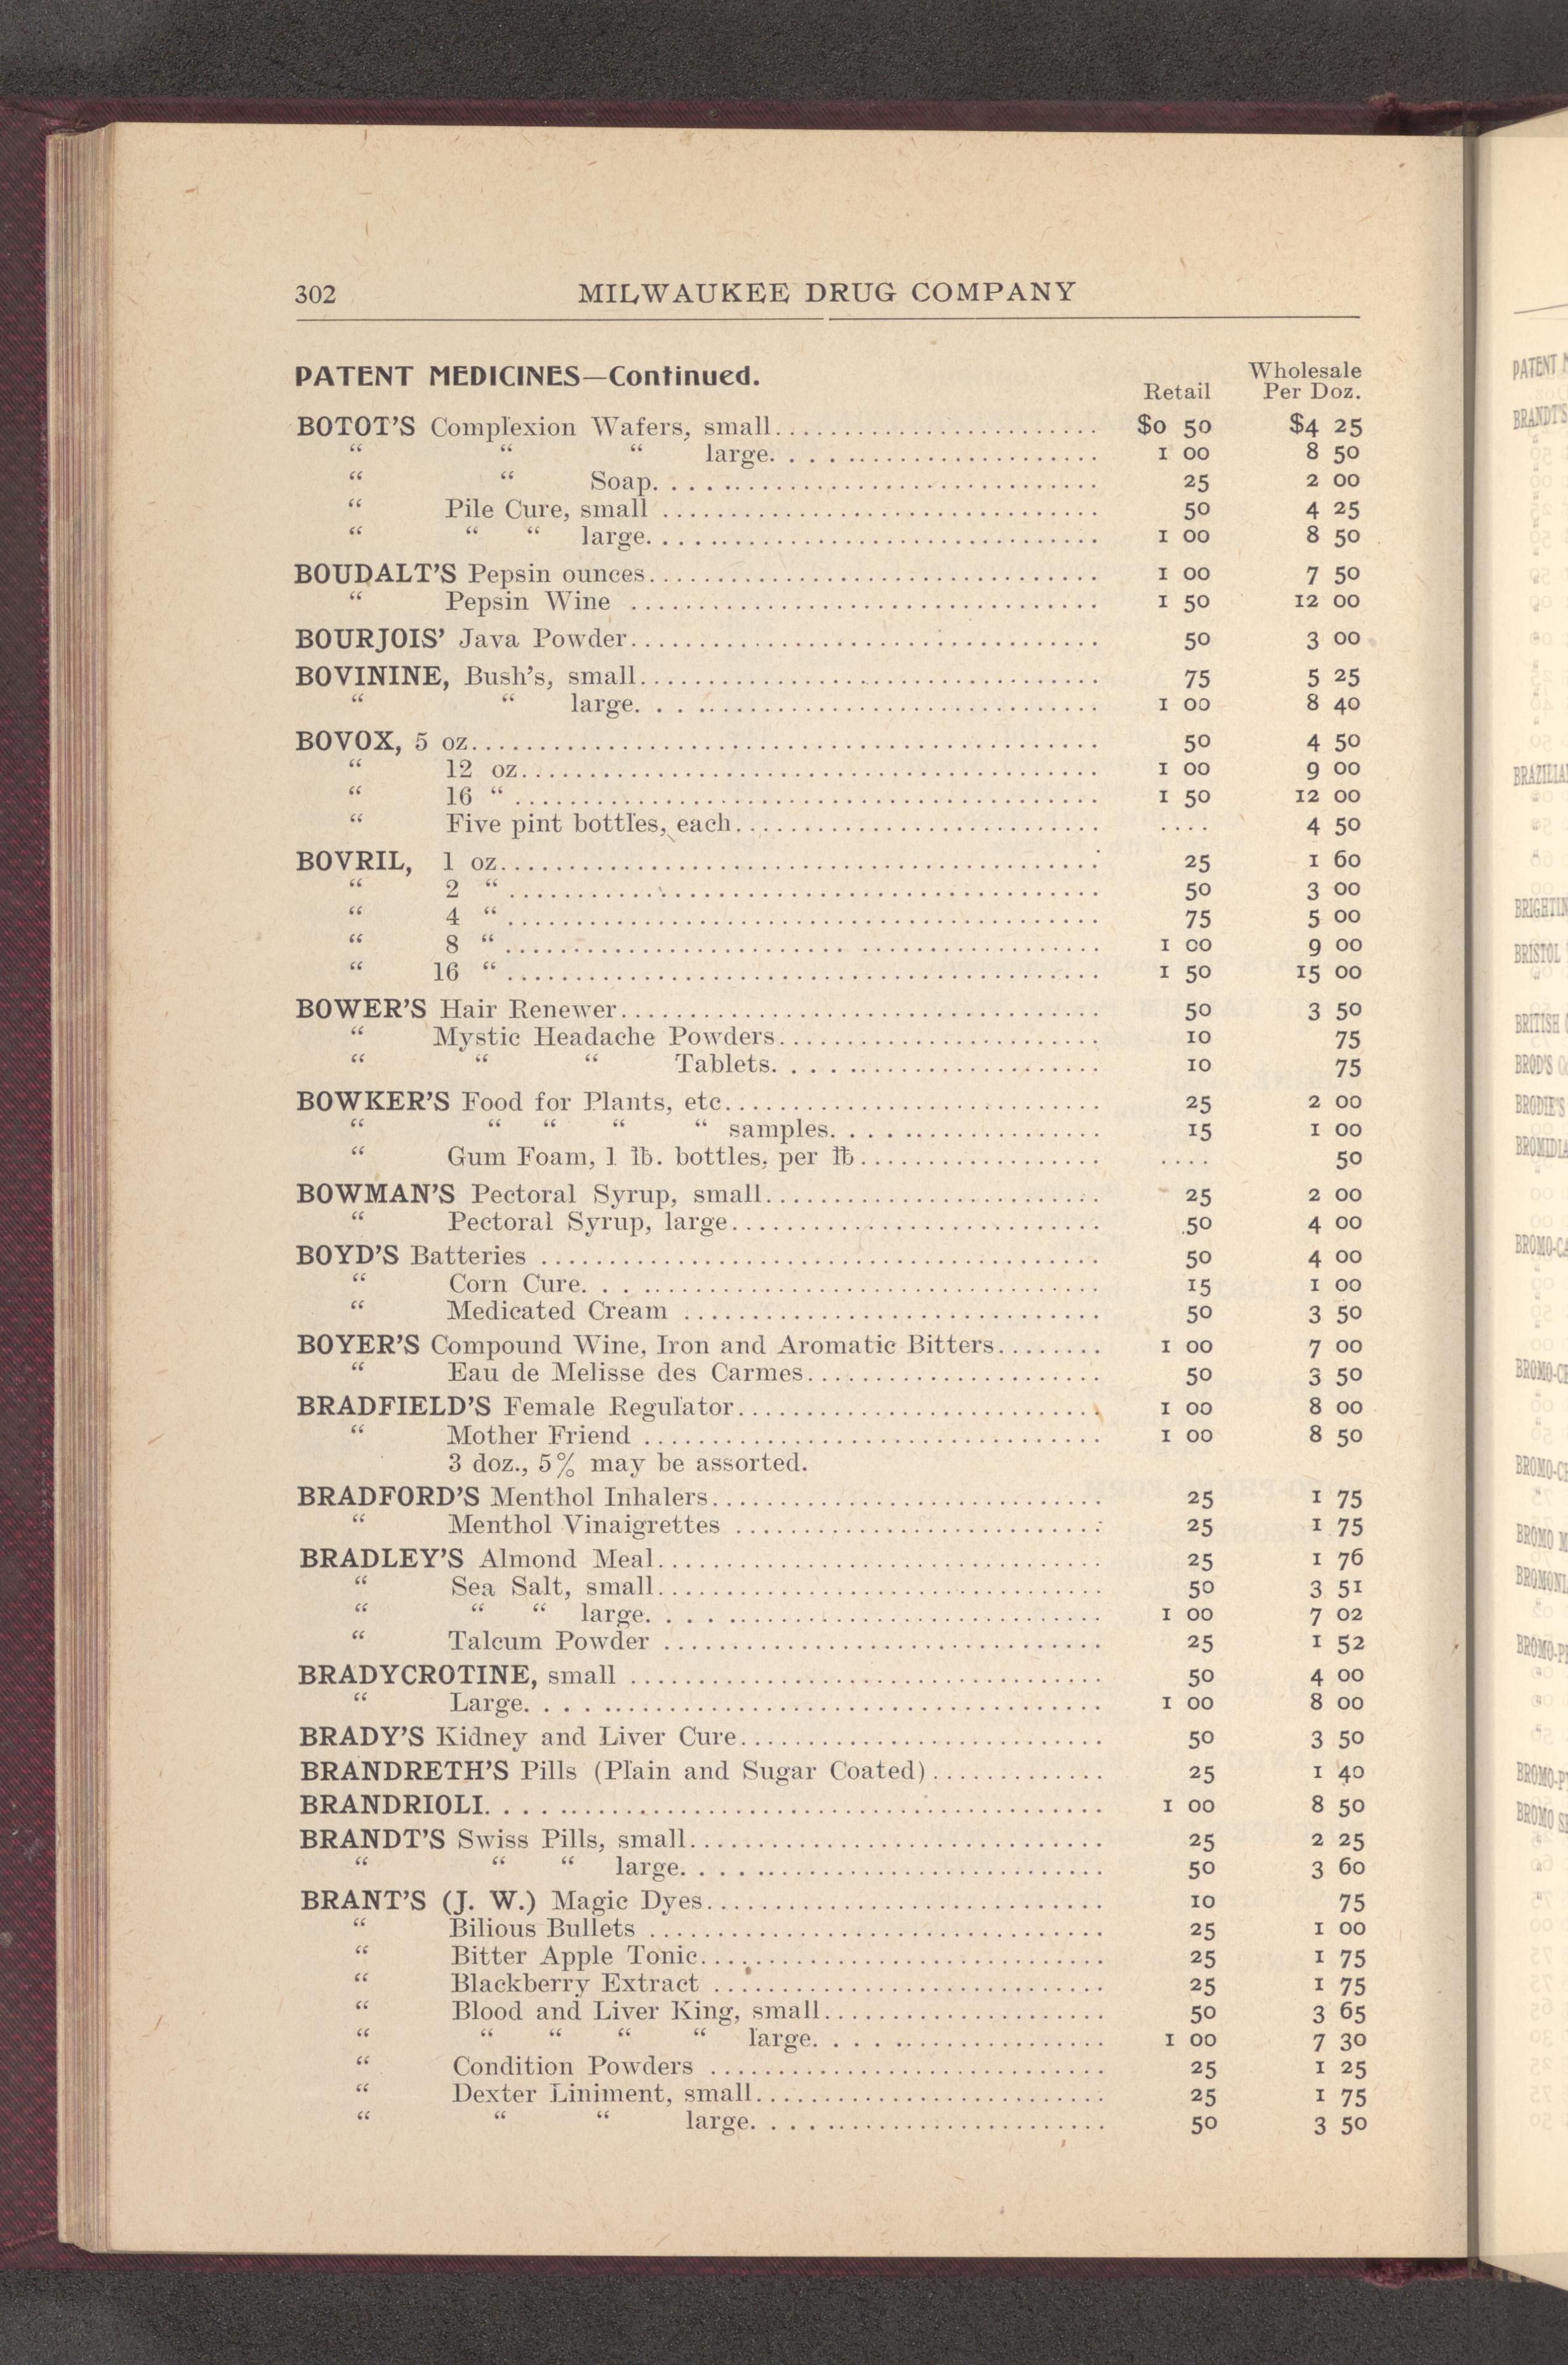 302 MILWAUKEE DRUG COMPANY
PATENT MEDICINES—Continued.
Retail Wholesale Per Doz.
BOTOT'S Complexion Wafers, small........................ $0 50 $4 25
“ “ “ large........................ 1 00 8 50
“ “ Soap................................ 25 2 00
“ Pile Cure, small ................................ 50 4 25
“ “ “ large................................ 1 00 8 50
BOUDALT'S Pepsin ounces................................ 1 00 7 50
“ Pepsin Wine ................................ 1 50 12 00
BOURJOIS' Java Powder................................ 50 3 00
BOVININE, Bush's, small................................ 75 5 25
“ “ large................................ 1 00 8 40
BOVOX, 5 oz................................ 50 4 50
“ 12 oz................................ 1 00 9 00
“ 16 “ ................................ 1 50 12 00
“ Five pint bottles, each........................ .... 4 50
BOVRIL, 1 oz................................ 25 1 60
“ 2 “ ................................ 50 3 00
“ 4 “ ................................ 75 5 00
“ 8 “ ................................ 1 00 9 00
“ 16 “ ................................ 1 50 15 00
BOWER'S Hair Renewer................................ 50 3 50
“ Mystic Headache Powders........................ 10 75
“ “ “ Tablets........................ 10 75
BOWKER'S Food for Plants, etc........................ 25 2 00
“ “ “ “ “ samples.................... 15 1 00
“ Gum Foam, 1 lb. bottles, per lb.................. .... 50
BOWMAN'S Pectoral Syrup, small........................ 25 2 00
“ Pectoral Syrup, large........................ 50 4 00
BOYD'S Batteries ................................ 50 4 00
“ Corn Cure................................ 15 1 00
“ Medicated Cream ............................ 50 3 50
BOYER'S Compound Wine, Iron and Aromatic Bitters........ 1 00 7 00
“ Eau de Melisse des Carmes...................... 50 3 50
BRADFIELD'S Female Regulator........................ 1 00 8 00
“ Mother Friend ................................ 1 00 8 50
3 doz., 5% may be assorted.
BRADFORD'S Menthol Inhalers........................ 25 1 75
“ Menthol Vinaigrettes ........................ 25 1 75
BRADLEY'S Almond Meal................................ 25 1 76
“ Sea Salt, small................................ 50 3 51
“ “ “ large................................ 1 00 7 02
“ Talcum Powder ................................ 25 1 52
BRADYCROTINE, small ................................ 50 4 00
“ Large................................ 1 00 8 00
BRADY'S Kidney and Liver Cure........................ 50 3 50
BRANDRETH'S Pills (Plain and Sugar Coated)............. 25 1 40
BRANDRIOLI................................ 1 00 8 50
BRANDT'S Swiss Pills, small........................ 25 2 25
“ “ “ large........................ 50 3 60
BRANT'S (J. W.) Magic Dyes........................ 10 75
“ Bilious Bullets ................................ 25 1 00
“ Bitter Apple Tonic............................ 25 1 75
“ Blackberry Extract ............................ 25 1 75
“ Blood and Liver King, small.................... 50 3 65
“ “ “ “ “ large.................... 1 00 7 30
“ Condition Powders ............................ 25 1 25
“ Dexter Liniment, small........................ 25 1 75
“ “ “ large........................ 50 3 50
BRANDT'S
BRISTOL
BRITISH
BROD'S
BRODIE'S